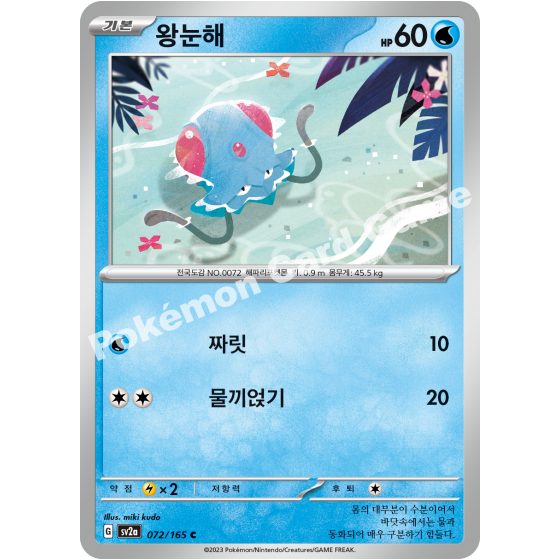 기본 왕눈해 HP 60
전국도감 NO.0072 해파리포켓몬 키: 0.9 m 몸무게: 45.5 kg
Pokémon Card Game
짜릿 10
물끼얹기 20
약점 ×2 저항력 후퇴
Illus. miki kudo
G sv2a 072/165 C
몸의 대부분이 수분이어서
바닷속에서는 물과
동화되어 매우 구분하기 힘들다.
©2023 Pokémon/Nintendo/Creatures/GAME FREAK.